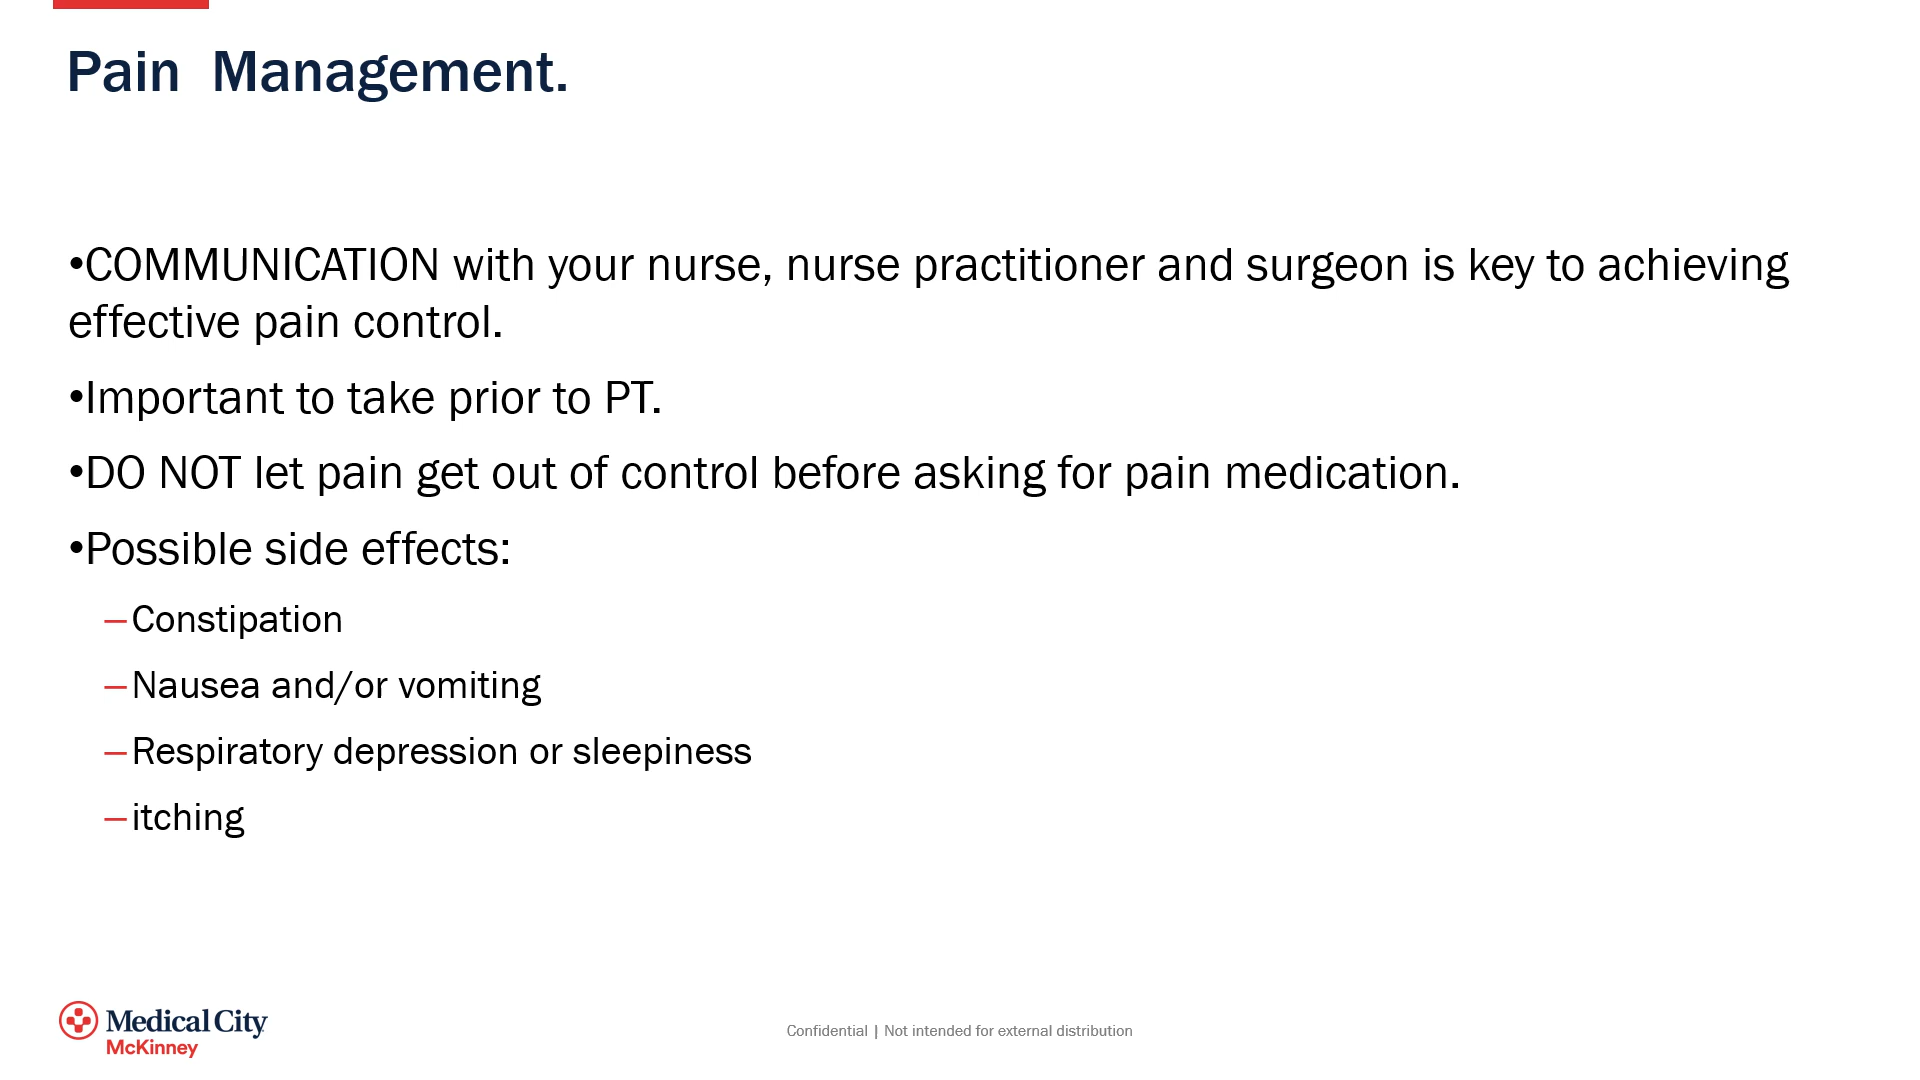 Pain  Management.
•COMMUNICATION with your nurse, nurse practitioner and surgeon is key to achieving
effective pain control.
•Important to take prior to PT.
•DO NOT let pain get out of control before asking for pain medication.
•Possible side effects:
–Constipation
–Nausea and/or vomiting
–Respiratory depression or sleepiness
–itching
Medical City
McKinney
Confidential | Not intended for external distribution